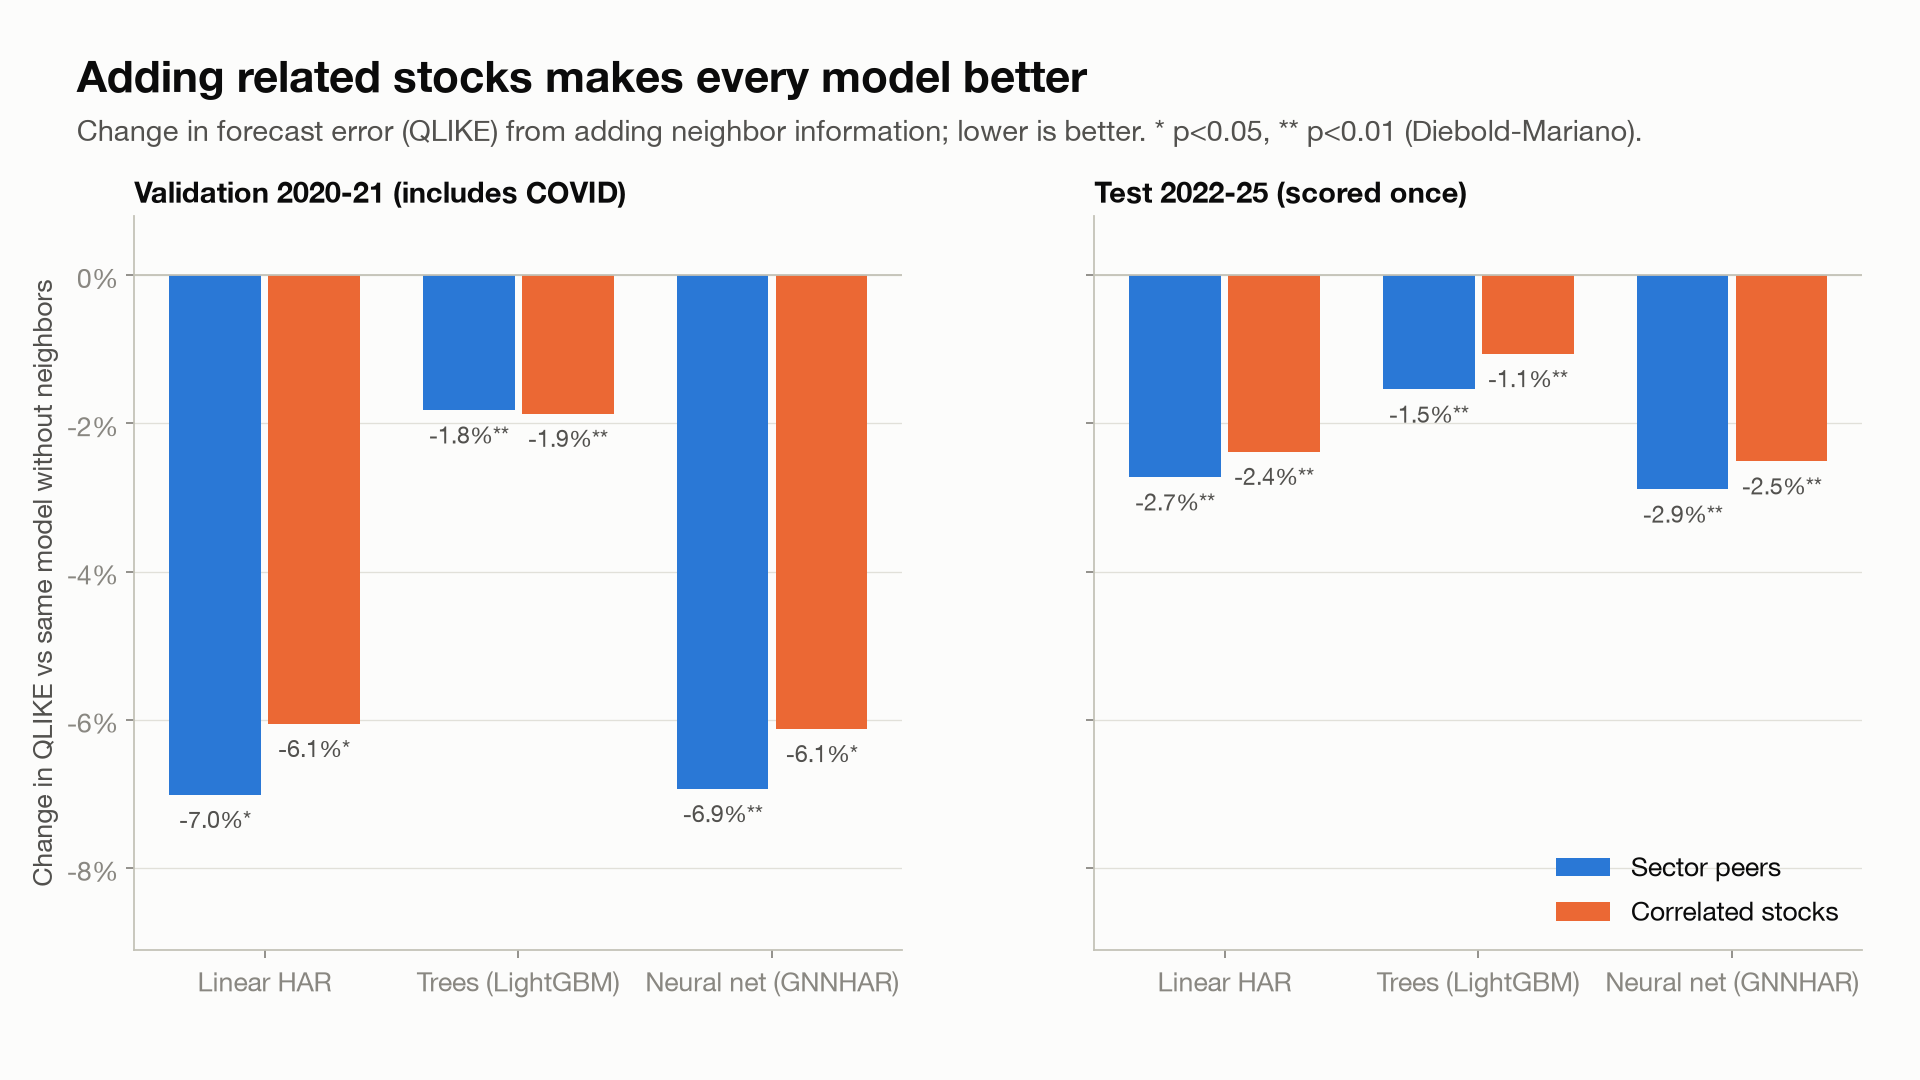 Adding related stocks makes every model better
Change in forecast error (QLIKE) from adding neighbor information; lower is better. * p<0.05, ** p<0.01 (Diebold-Mariano).
Validation 2020-21 (includes COVID)
Change in QLIKE vs same model without neighbors
0%
-2%
-4%
-6%
-8%
-7.0%*
-6.1%*
-1.8%**
-1.9%**
-6.9%**
-6.1%*
Linear HAR
Trees (LightGBM)
Neural net (GNNHAR)
Test 2022-25 (scored once)
-2.7%**
-2.4%**
-1.5%**
-1.1%**
-2.9%**
-2.5%**
Sector peers
Correlated stocks
Linear HAR
Trees (LightGBM)
Neural net (GNNHAR)